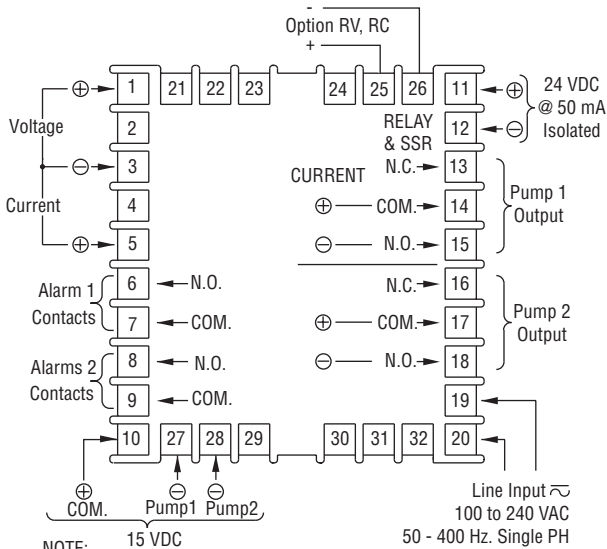 -
Option RV, RC
+
1 21 22 23 24 25 26 11 ⊕ 24 VDC
@ 50 mA
Isolated
⊕
Voltage
2 RELAY & SSR 12 ⊖
⊖ 3 CURRENT N.C. 13
Current
4 ⊕ COM. 14 Pump 1 Output
⊕ 5 ⊖ N.O. 15
Alarm 1 Contacts
6 N.O. N.C. 16
7 COM. ⊕ COM. 17 Pump 2 Output
Alarms 2 Contacts
8 N.O. ⊖ N.O. 18
9 COM. 19
10 27 28 29 30 31 32 20
⊕ ⊖ ⊖
COM. Pump1 Pump2
15 VDC
NOTE:
Line Input
100 to 240 VAC
50 - 400 Hz. Single PH